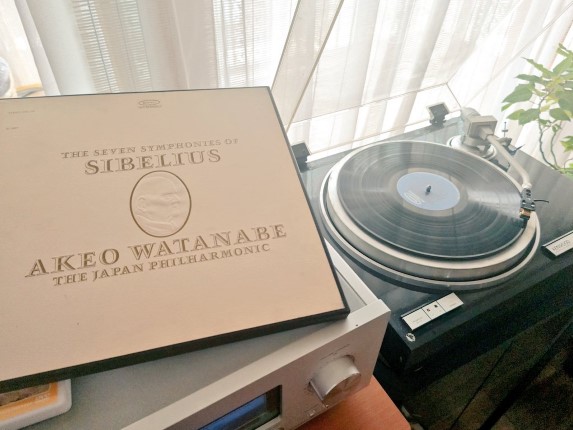 THE SEVEN SYMPHONIES OF
SIBELIUS
AKEO WATANABE
THE JAPAN PHILHARMONIC